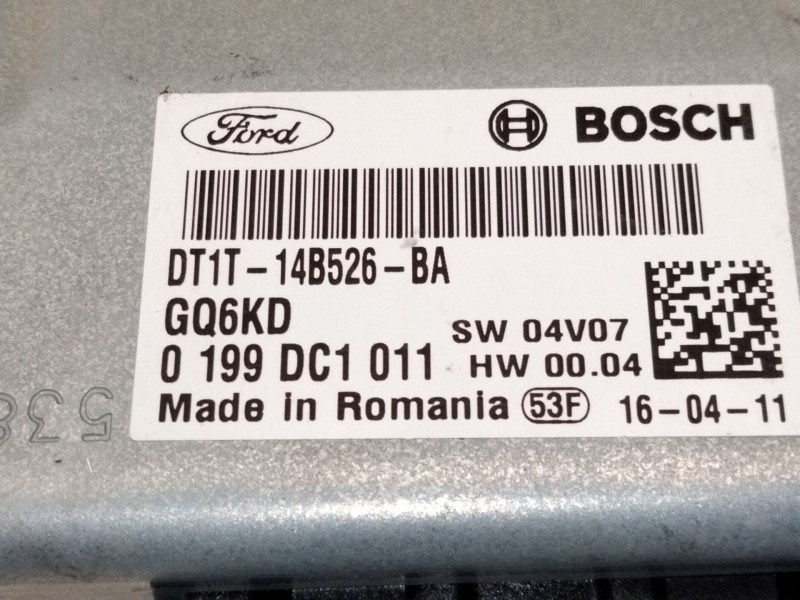 Ford BOSCH
DT1T-14B526-BA
GQ6KD
SW 04V07
0 199 DC1 011 HW 00.04
Made in Romania 53F 16-04-11
538